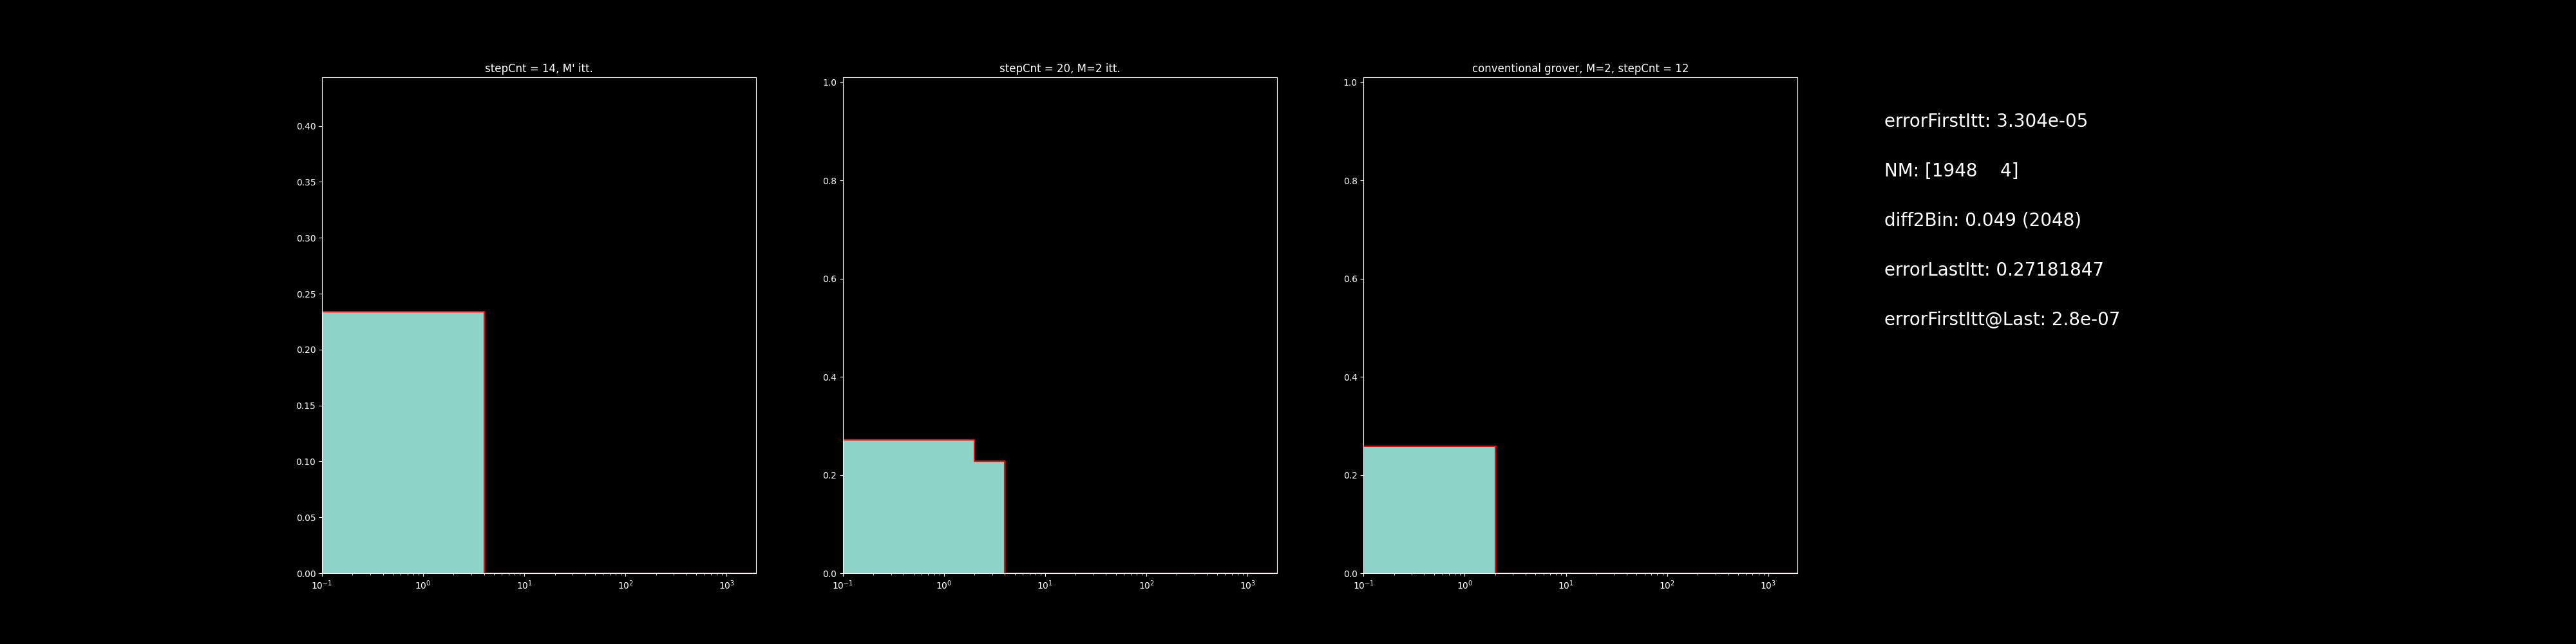 stepCnt = 14, M' itt.
0.40
0.35
0.30
0.25
0.20
0.15
0.10
0.05
0.00
10⁻¹ 10⁰ 10¹ 10² 10³
stepCnt = 20, M=2 itt.
1.0
0.8
0.6
0.4
0.2
0.0
10⁻¹ 10⁰ 10¹ 10² 10³
conventional grover, M=2, stepCnt = 12
1.0
0.8
0.6
0.4
0.2
0.0
10⁻¹ 10⁰ 10¹ 10² 10³
errorFirstItt: 3.304e-05
NM: [1948    4]
diff2Bin: 0.049 (2048)
errorLastItt: 0.27181847
errorFirstItt@Last: 2.8e-07